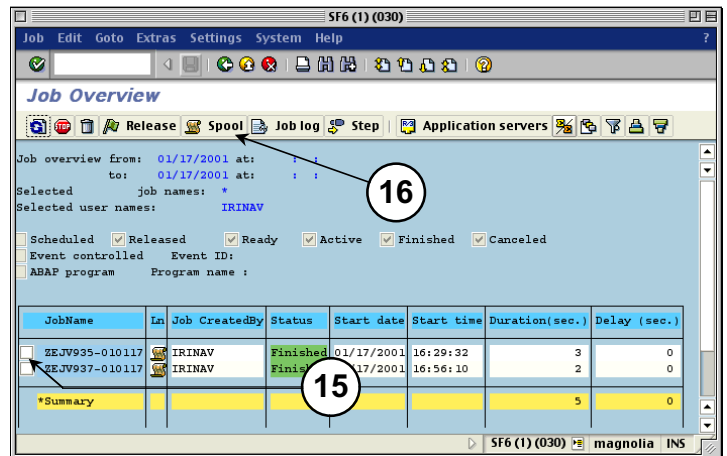 SF6 (1) (030)
Job Edit Goto Extras Settings System Help ?
Job Overview
Release Spool Job log Step Application servers
Job overview from: 01/17/2001 at: : :
to: 01/17/2001 at: : :
Selected job names: *
Selected user names: IRINAV
16
Scheduled Released Ready Active Finished Canceled
Event controlled Event ID:
ABAP program Program name :
JobName Ln Job CreatedBy Status Start date Start time Duration(sec.) Delay (sec.)
ZEJV935-010117 IRINAV Finished 01/17/2001 16:29:32 3 0
ZEJV937-010117 IRINAV 17/2001 16:56:10 2 0
15
*Summary 5 0
SF6 (1) (030) magnolia INS